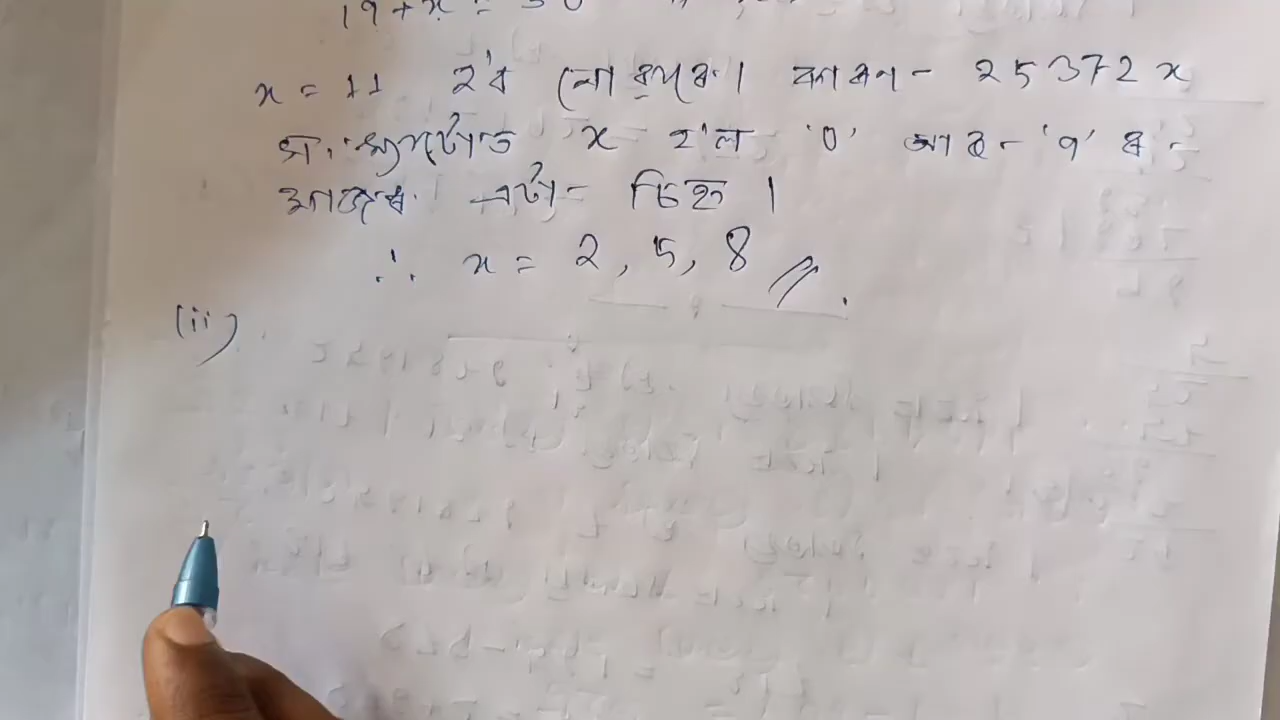 x = 11 হ'ব নোৱাৰে। কাৰণ- 25372x
সংখ্যাটোত x হ'ল '0' আৰু- '9' ৰ
মাজৰ এটা- চিহ্ন।
∴ x = 2, 5, 8 //.
(ii)